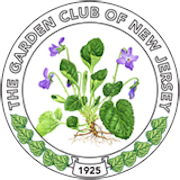 THE GARDEN CLUB OF NEW JERSEY
1925